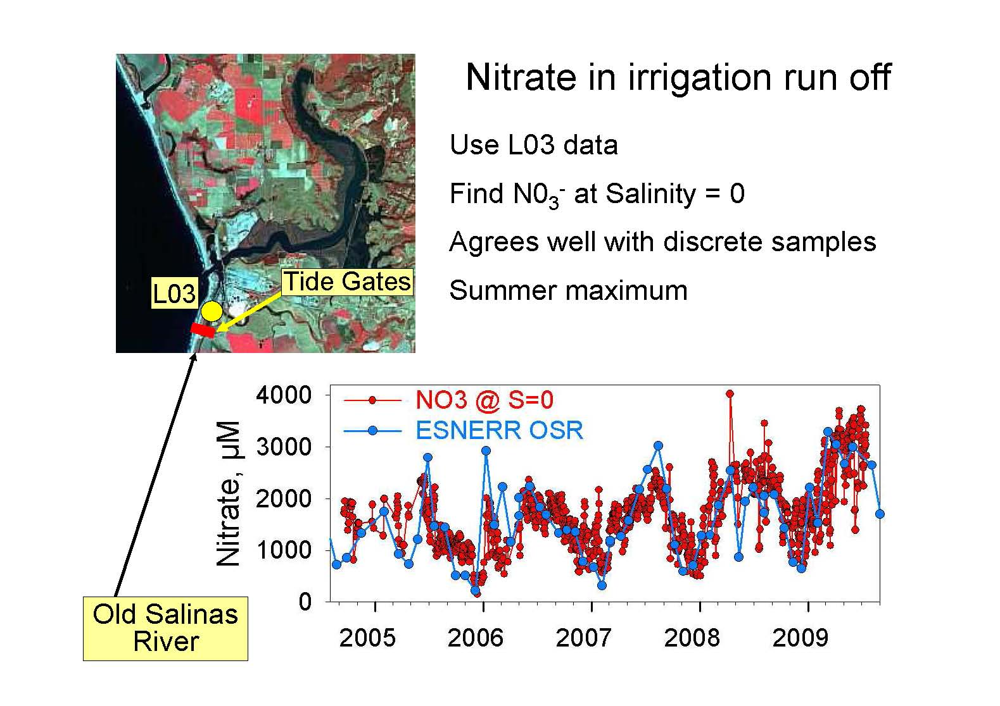 Nitrate in irrigation run off
Use L03 data
Find N0₃⁻ at Salinity = 0
Agrees well with discrete samples
Summer maximum
L03
Tide Gates
Old Salinas
River
NO3 @ S=0
ESNERR OSR
Nitrate, µM
4000
3000
2000
1000
0
2005 2006 2007 2008 2009